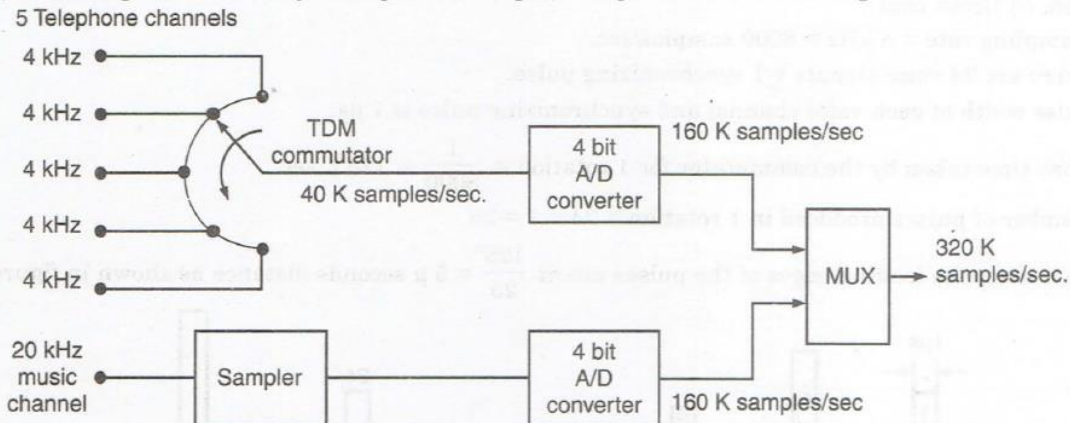 5 Telephone channels
4 kHz
4 kHz
4 kHz
4 kHz
4 kHz
TDM
commutator
40 K samples/sec.
4 bit
A/D
converter
160 K samples/sec
MUX
320 K
samples/sec.
20 kHz
music
channel
Sampler
4 bit
A/D
converter
160 K samples/sec